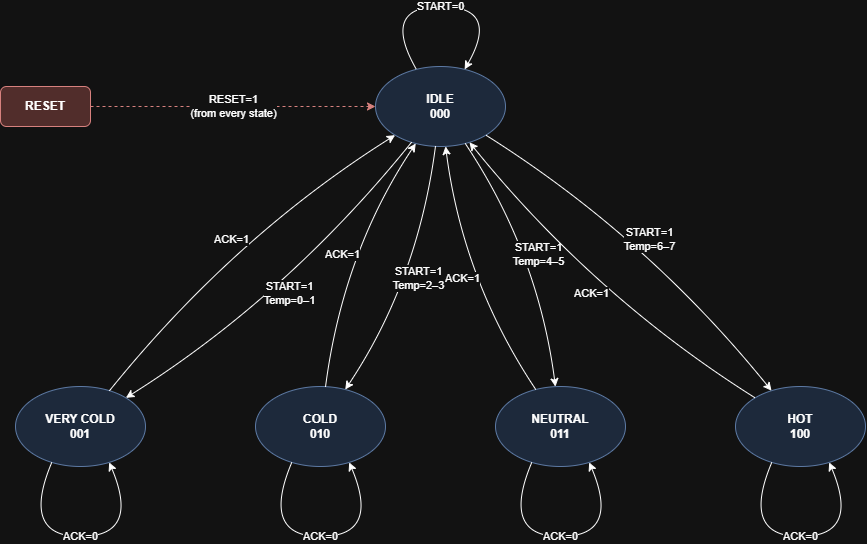 START=0
IDLE
000
RESET
RESET=1
(from every state)
ACK=1
START=1
Temp=0–1
ACK=1
START=1
Temp=2–3
ACK=1
START=1
Temp=4–5
ACK=1
START=1
Temp=6–7
VERY COLD
001
COLD
010
NEUTRAL
011
HOT
100
ACK=0
ACK=0
ACK=0
ACK=0